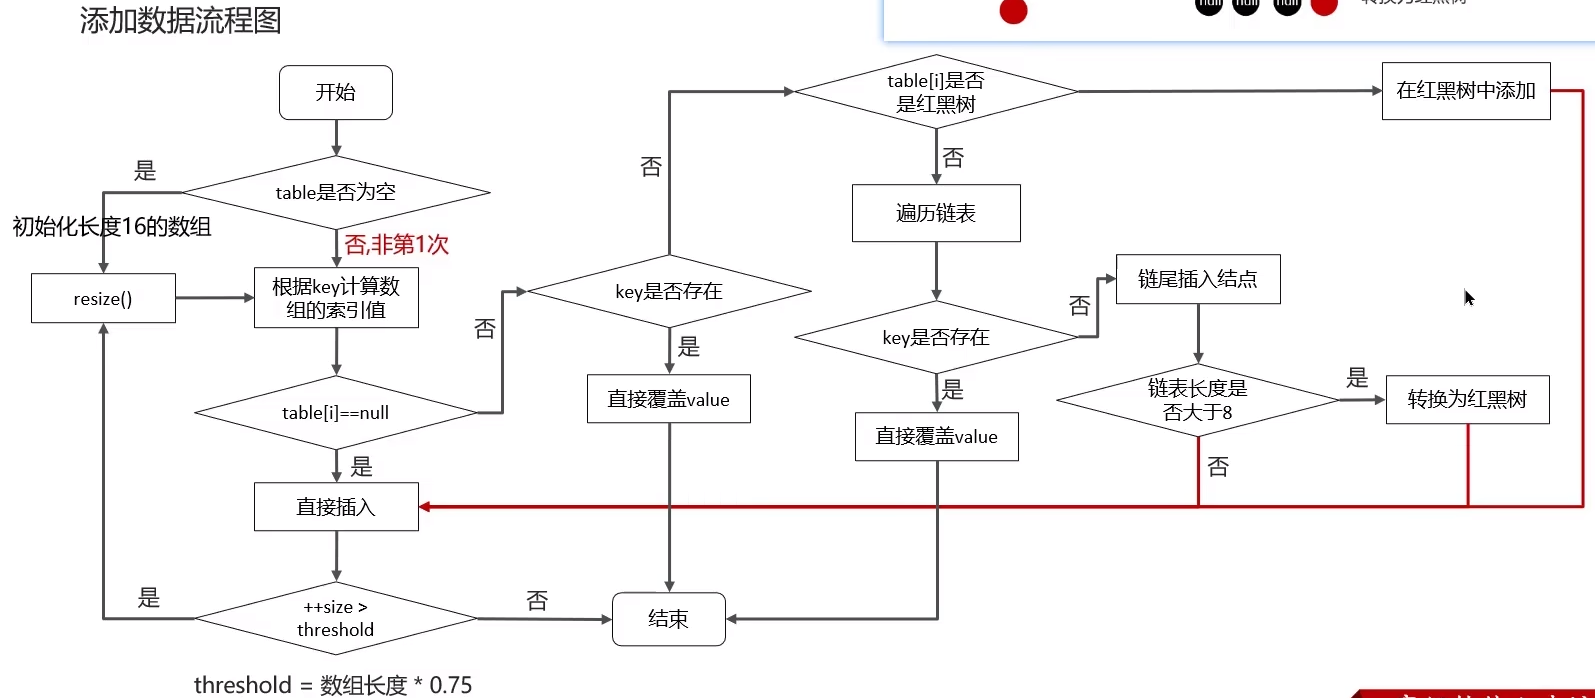 添加数据流程图
null null null
转换为红黑树
开始
table[i]是否
是红黑树
在红黑树中添加
是
否
否
table是否为空
遍历链表
初始化长度16的数组
否,非第1次
resize()
根据key计算数
组的索引值
key是否存在
链尾插入结点
否
否
key是否存在
是
是
链表长度是
否大于8
是
转换为红黑树
table[i]==null
直接覆盖value
直接覆盖value
是
否
直接插入
是
++size >
threshold
否
结束
threshold = 数组长度 * 0.75